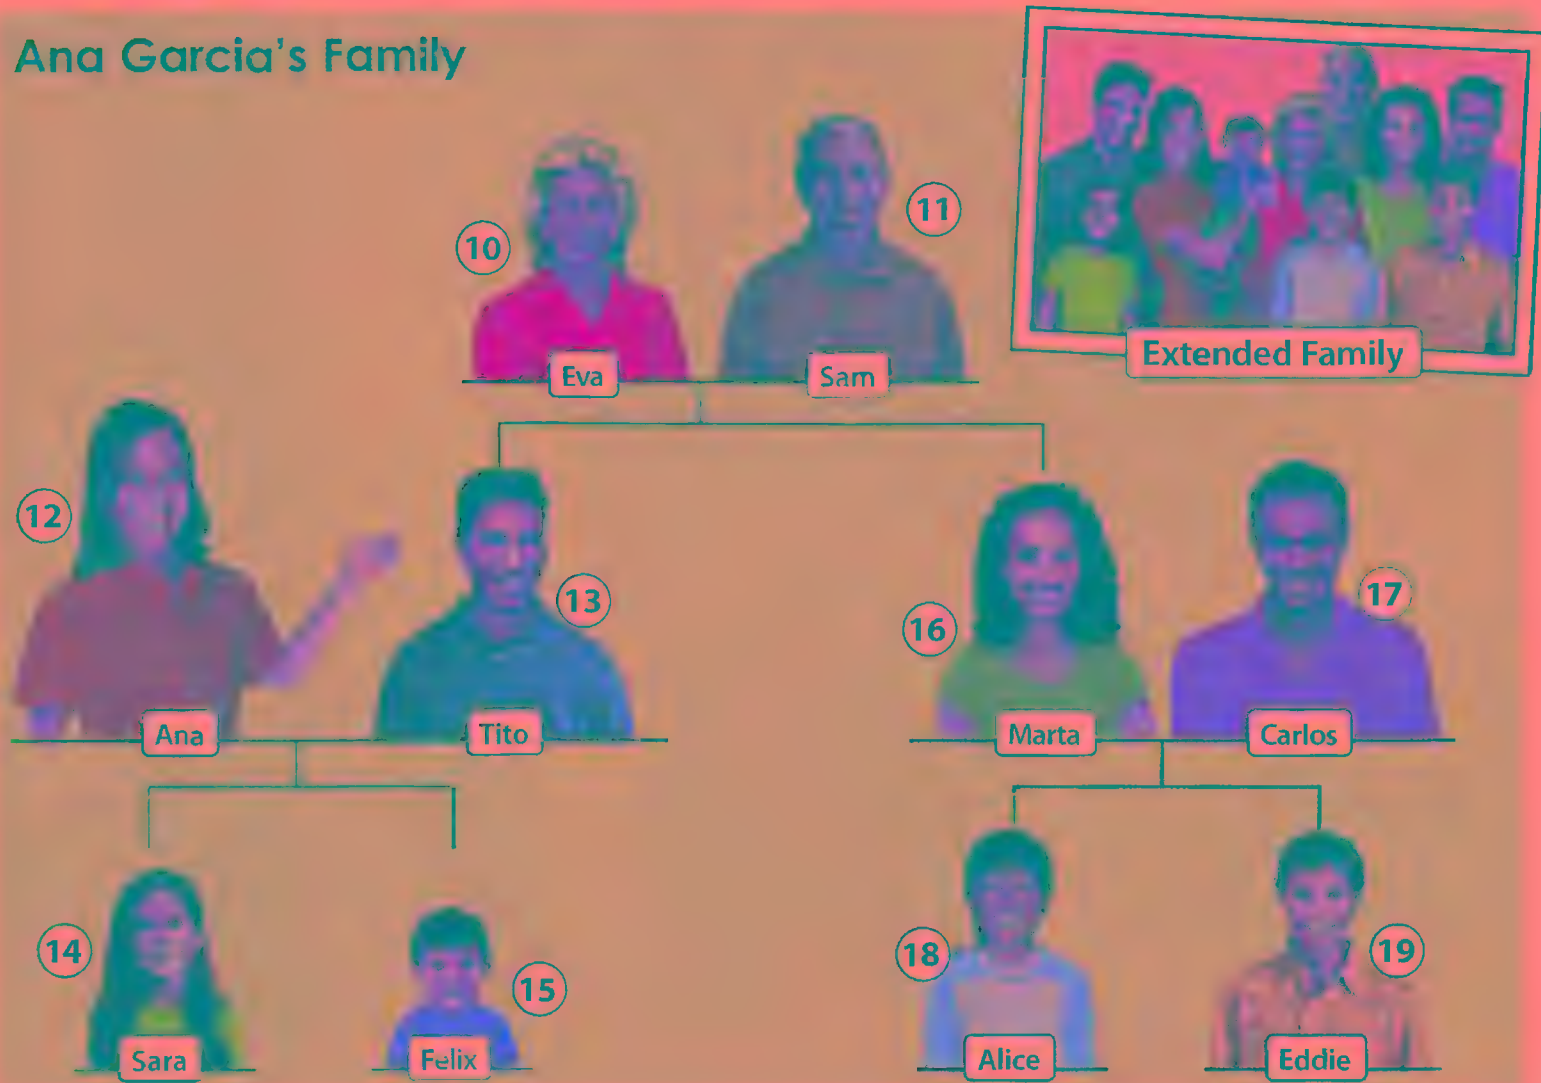 Ana Garcia's Family
10
11
Eva
Sam
Extended Family
12
13
16
17
Ana
Tito
Marta
Carlos
14
15
18
19
Sara
Felix
Alice
Eddie